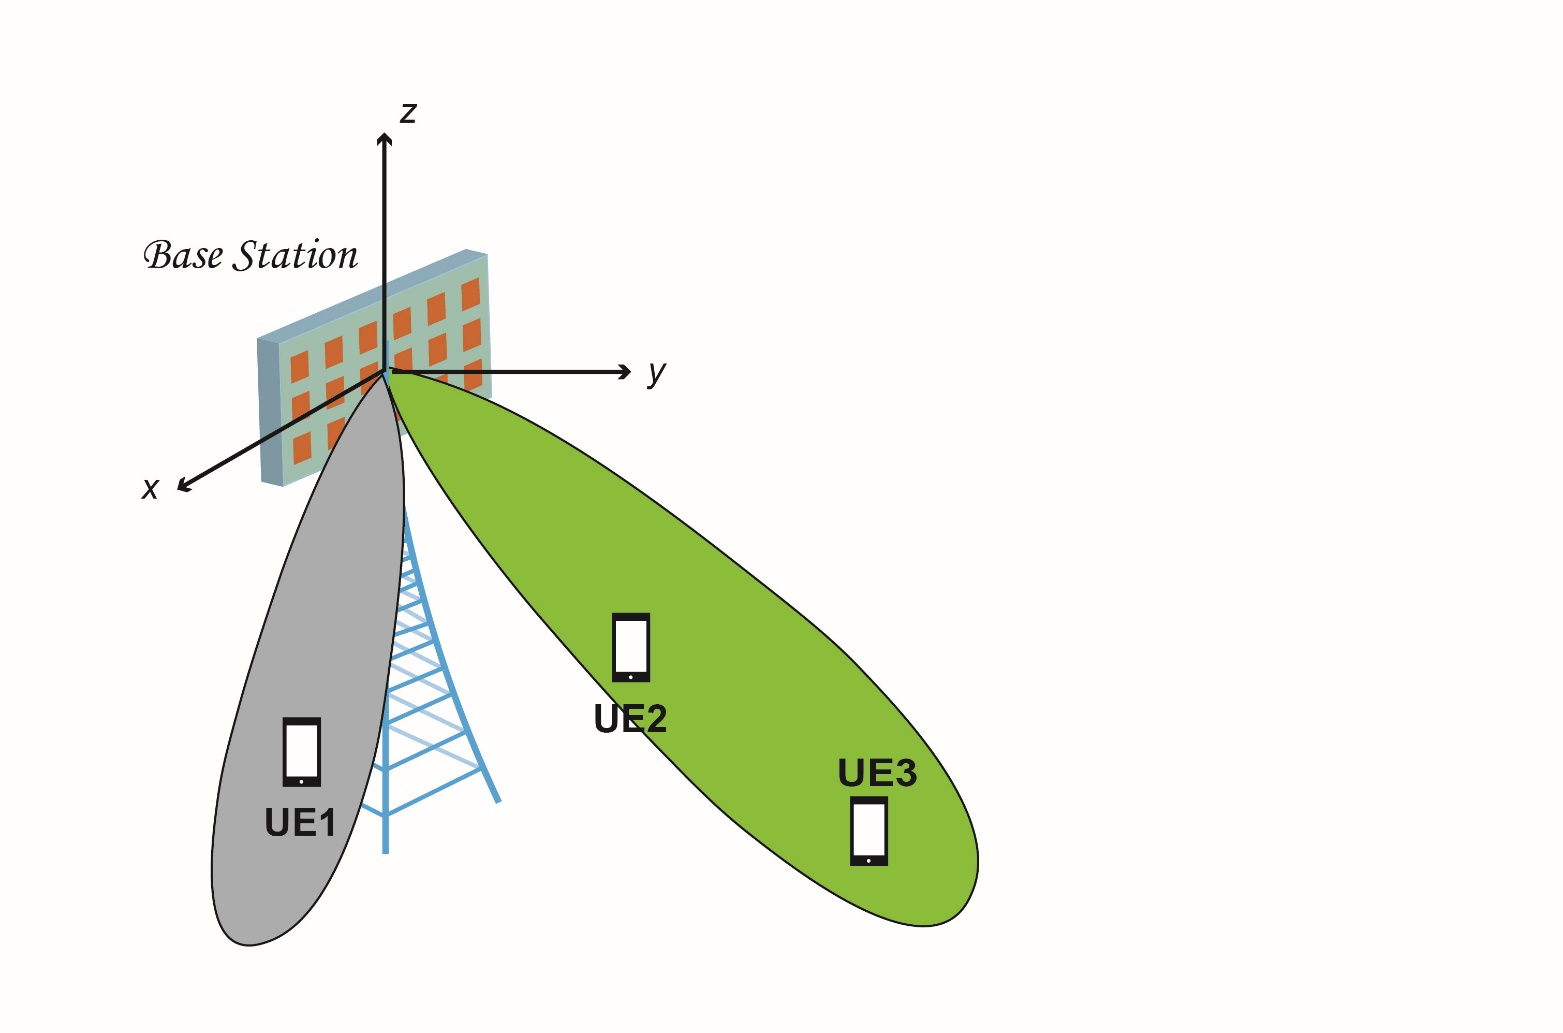 z
Base Station
y
x
UE2
UE3
UE1